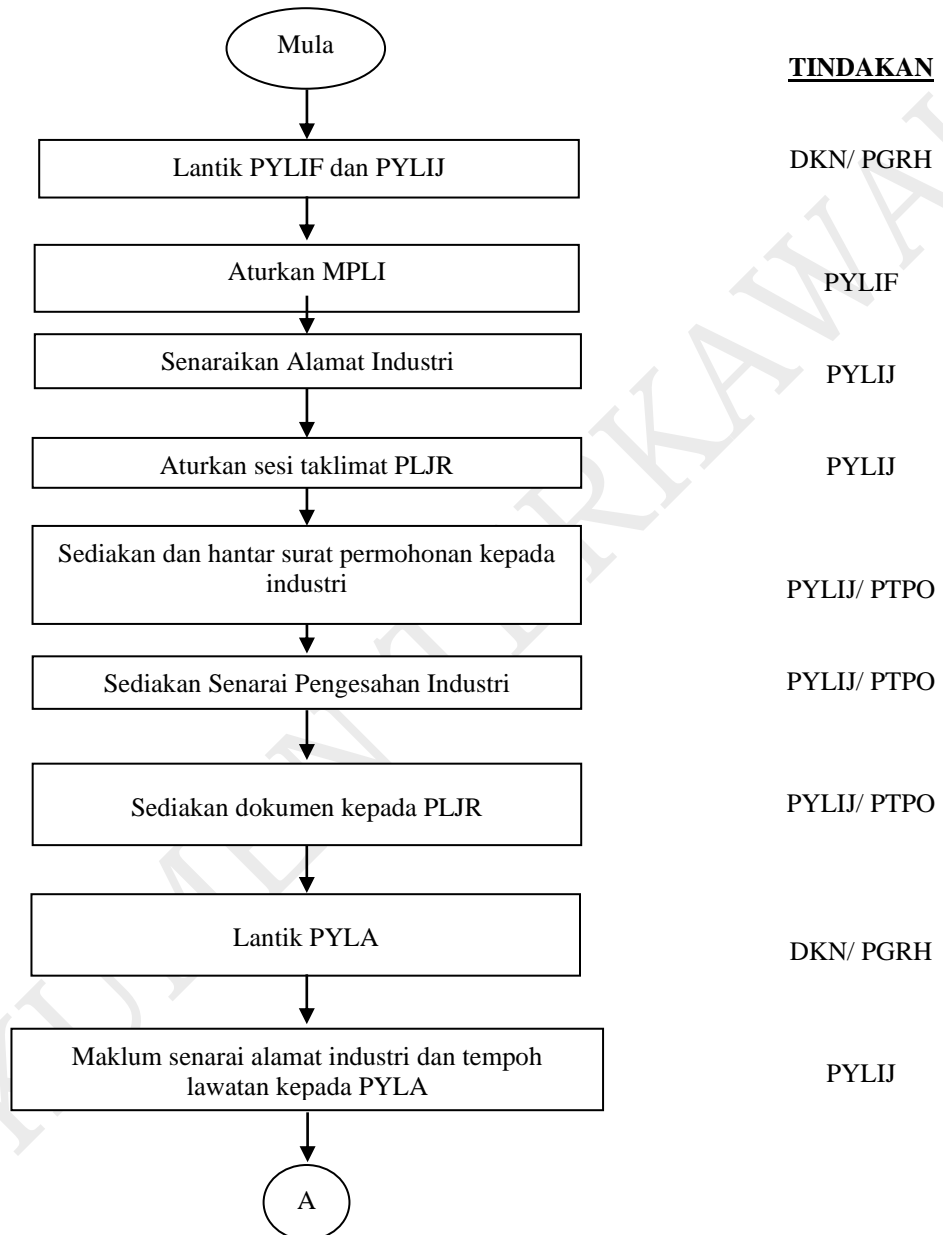 Mula
TINDAKAN
Lantik PYLIF dan PYLIJ
DKN/ PGRH
Aturkan MPLI
PYLIF
Senaraikan Alamat Industri
PYLIJ
Aturkan sesi taklimat PLJR
PYLIJ
Sediakan dan hantar surat permohonan kepada
industri
PYLIJ/ PTPO
Sediakan Senarai Pengesahan Industri
PYLIJ/ PTPO
Sediakan dokumen kepada PLJR
PYLIJ/ PTPO
Lantik PYLA
DKN/ PGRH
Maklum senarai alamat industri dan tempoh
lawatan kepada PYLA
PYLIJ
A